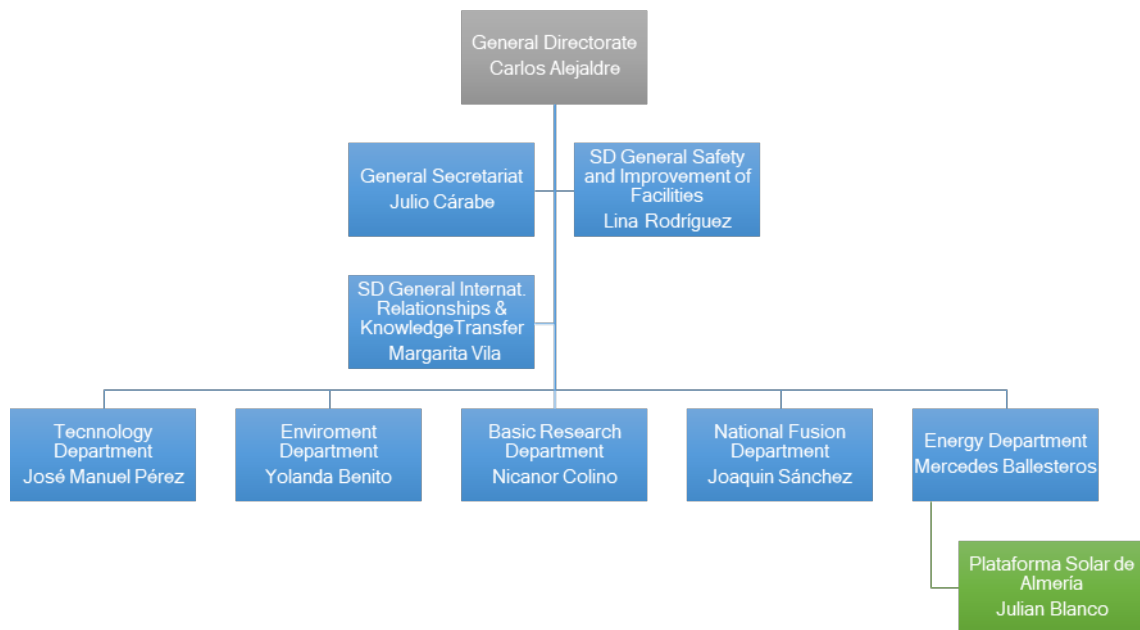 General Directorate
Carlos Alejaldre
General Secretariat
Julio Cárabe
SD General Safety
and Improvement of
Facilities
Lina Rodríguez
SD General Internat.
Relationships &
KnowledgeTransfer
Margarita Vila
Tecnnology
Department
José Manuel Pérez
Enviroment
Department
Yolanda Benito
Basic Research
Department
Nicanor Colino
National Fusion
Department
Joaquin Sánchez
Energy Department
Mercedes Ballesteros
Plataforma Solar de
Almería
Julian Blanco